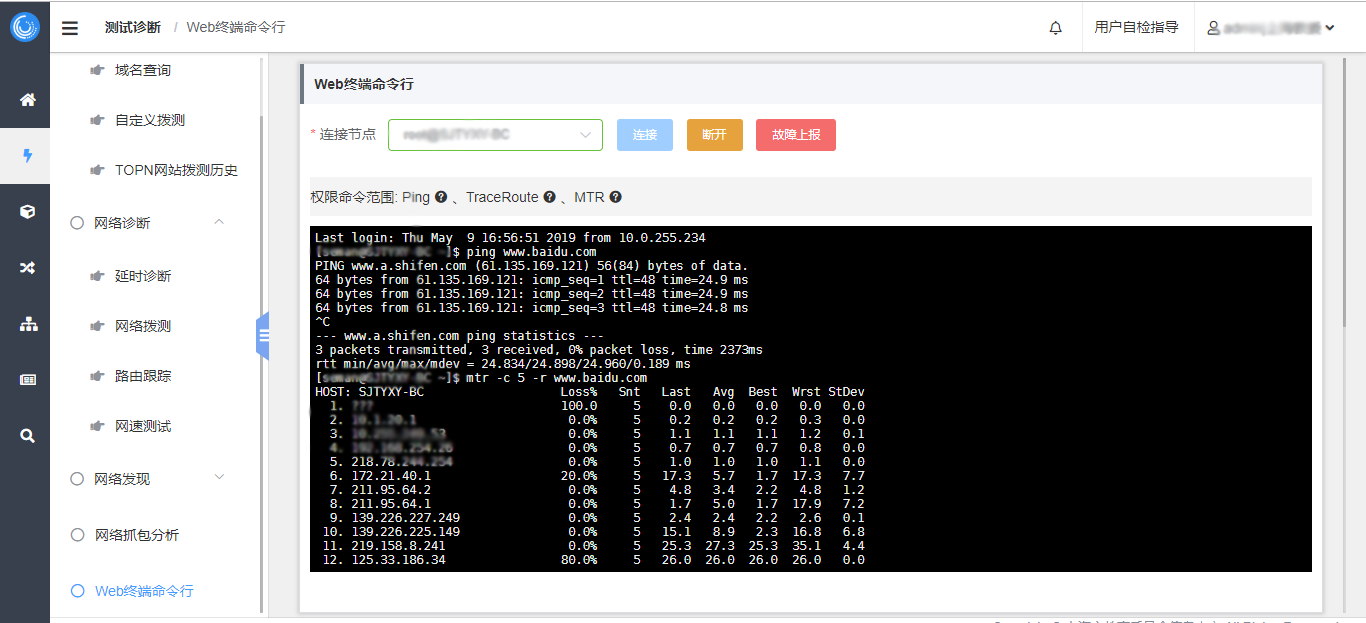 测试诊断 / Web终端命令行
用户自检指导
域名查询
自定义拨测
TOPN网站拨测历史
网络诊断
延时诊断
网络拨测
路由跟踪
网速测试
网络发现
网络抓包分析
Web终端命令行
Web终端命令行
* 连接节点 连接 断开 故障上报
权限命令范围: Ping 、TraceRoute 、MTR
Last login: Thu May  9 16:56:51 2019 from 10.0.255.234
$ ping www.baidu.com
PING www.a.shifen.com (61.135.169.121) 56(84) bytes of data.
64 bytes from 61.135.169.121: icmp_seq=1 ttl=48 time=24.9 ms
64 bytes from 61.135.169.121: icmp_seq=2 ttl=48 time=24.9 ms
64 bytes from 61.135.169.121: icmp_seq=3 ttl=48 time=24.8 ms
^C
--- www.a.shifen.com ping statistics ---
3 packets transmitted, 3 received, 0% packet loss, time 2373ms
rtt min/avg/max/mdev = 24.834/24.898/24.960/0.189 ms
$ mtr -c 5 -r www.baidu.com
HOST: SJTYXY-BC Loss% Snt Last Avg Best Wrst StDev
1. ??? 100.0 5 0.0 0.0 0.0 0.0 0.0
2. 0.0% 5 0.2 0.2 0.2 0.3 0.0
3. 0.0% 5 1.1 1.1 1.1 1.2 0.1
4. 0.0% 5 0.7 0.7 0.7 0.8 0.0
5. 218.78. 0.0% 5 1.0 1.0 1.0 1.1 0.0
6. 172.21.40.1 20.0% 5 17.3 5.7 1.7 17.3 7.7
7. 211.95.64.2 0.0% 5 4.8 3.4 2.2 4.8 1.2
8. 211.95.64.1 0.0% 5 1.7 5.0 1.7 17.9 7.2
9. 139.226.227.249 0.0% 5 2.4 2.4 2.2 2.6 0.1
10. 139.226.225.149 0.0% 5 15.1 8.9 2.3 16.8 6.8
11. 219.158.8.241 0.0% 5 25.3 27.3 25.3 35.1 4.4
12. 125.33.186.34 80.0% 5 26.0 26.0 26.0 26.0 0.0